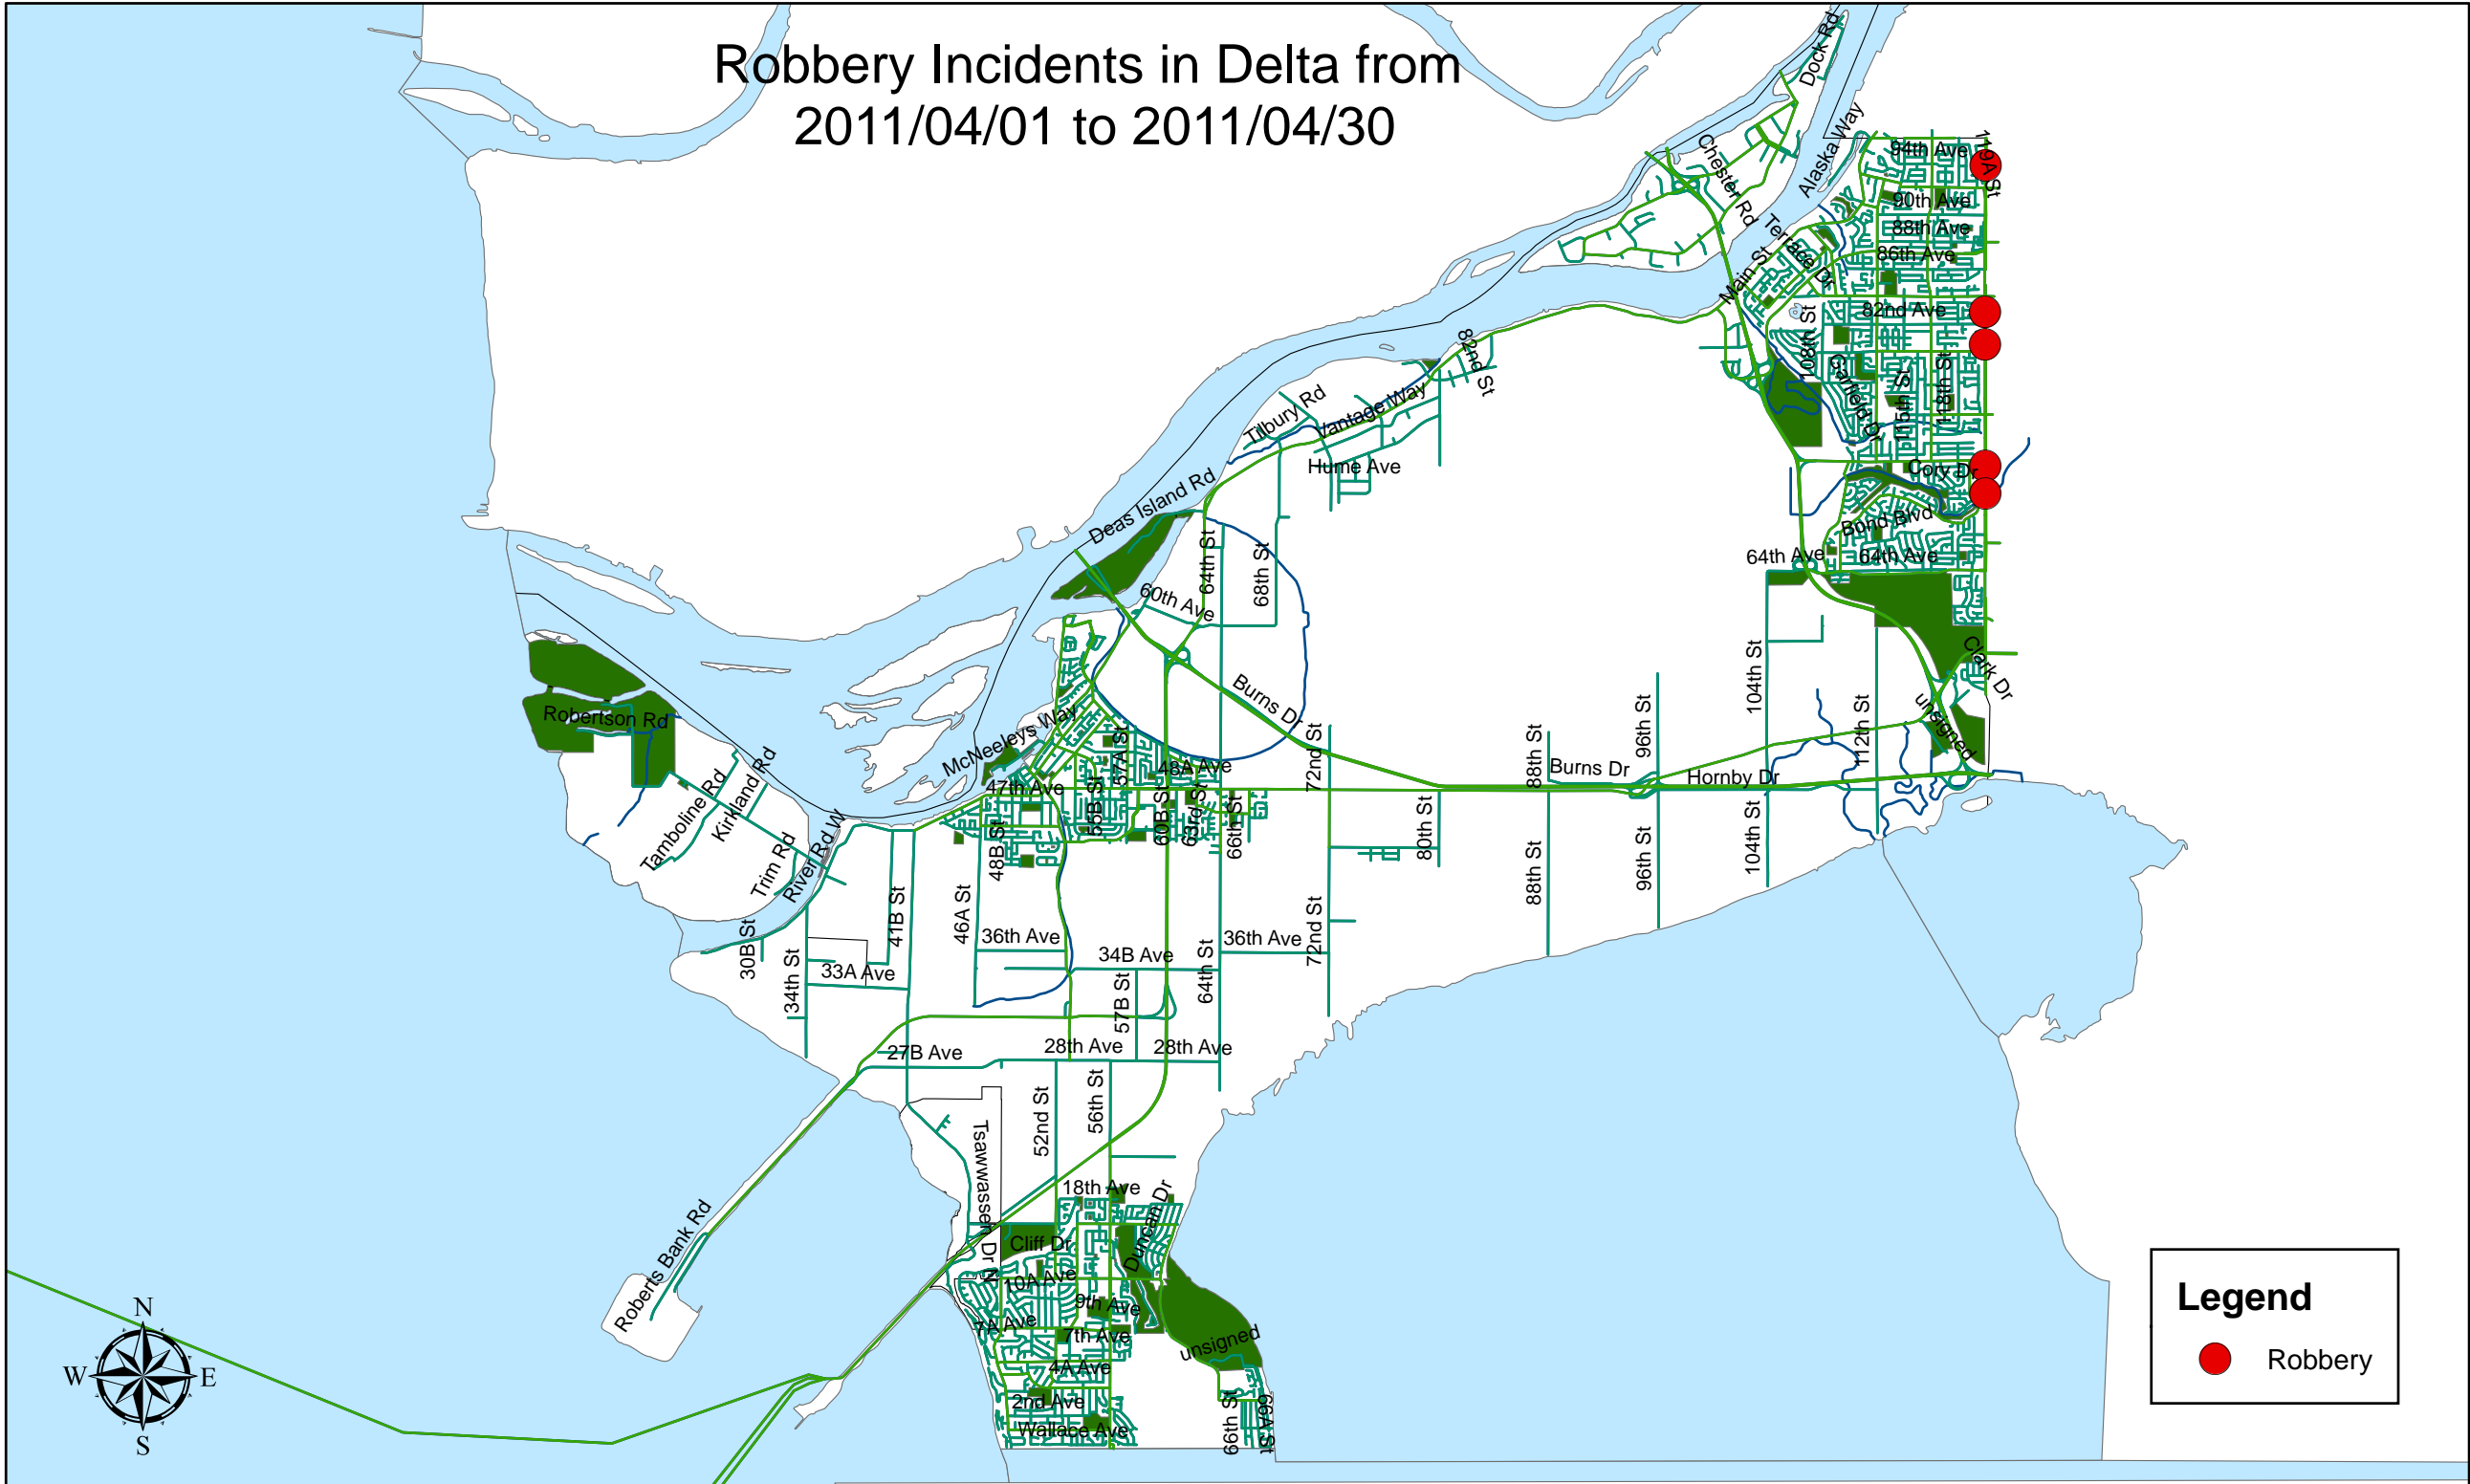 Robbery Incidents in Delta from
2011/04/01 to 2011/04/30
Dock Rd
Alaska Way
Chester Rd
94th Ave
119A St
90th Ave
88th Ave
86th Ave
Terrace Dr
Main St
82nd Ave
108th St
Garfield Dr
115th St
118th St
82nd St
Tilbury Rd
Vantage Way
Hume Ave
Cory Dr
Bond Blvd
64th Ave
64th Ave
Deas Island Rd
64th St
68th St
60th Ave
Burns Dr
Clark Dr
unsigned
104th St
112th St
96th St
88th St
72nd St
Burns Dr
Hornby Dr
Robertson Rd
McNeeleys Way
57A St
48A Ave
47th Ave
55B St
60B St
63rd St
66th St
48B St
Tamboline Rd
Kirkland Rd
Trim Rd
River Rd W
80th St
88th St
96th St
104th St
41B St
46A St
30B St
34th St
33A Ave
36th Ave
34B Ave
36th Ave
72nd St
64th St
57B St
27B Ave
28th Ave
28th Ave
52nd St
56th St
Tsawwassen Dr N
18th Ave
Duncan Dr
Cliff Dr
10A Ave
9th Ave
7A Ave
7th Ave
unsigned
4A Ave
2nd Ave
Wallace Ave
66th St
66A St
Roberts Bank Rd
N
W
E
S
Legend
Robbery